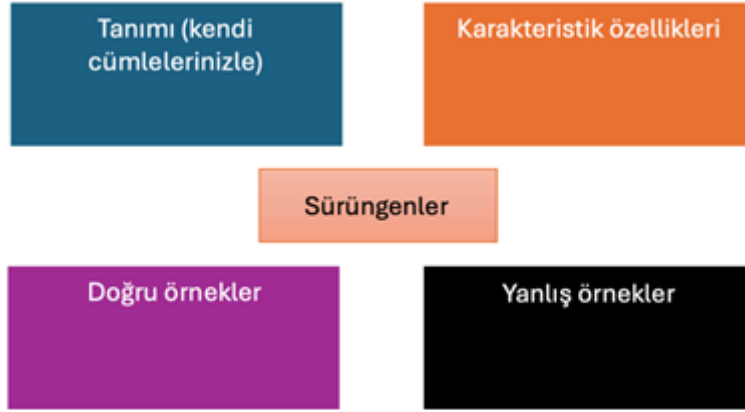 Tanımı (kendi
cümlelerinizle)
Karakteristik özellikleri
Sürüngenler
Doğru örnekler
Yanlış örnekler